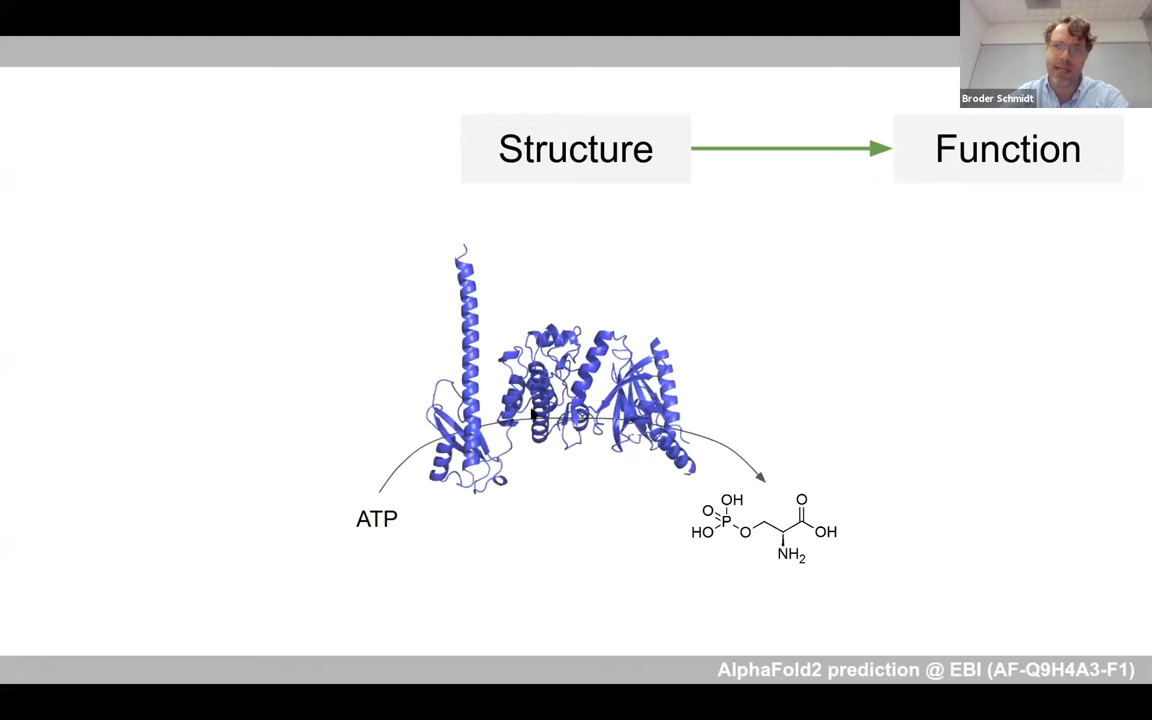 Broder Schmidt
Structure
Function
ATP
OH
O
P
HO
O
O
OH
NH2
AlphaFold2 prediction @ EBI (AF-Q9H4A3-F1)